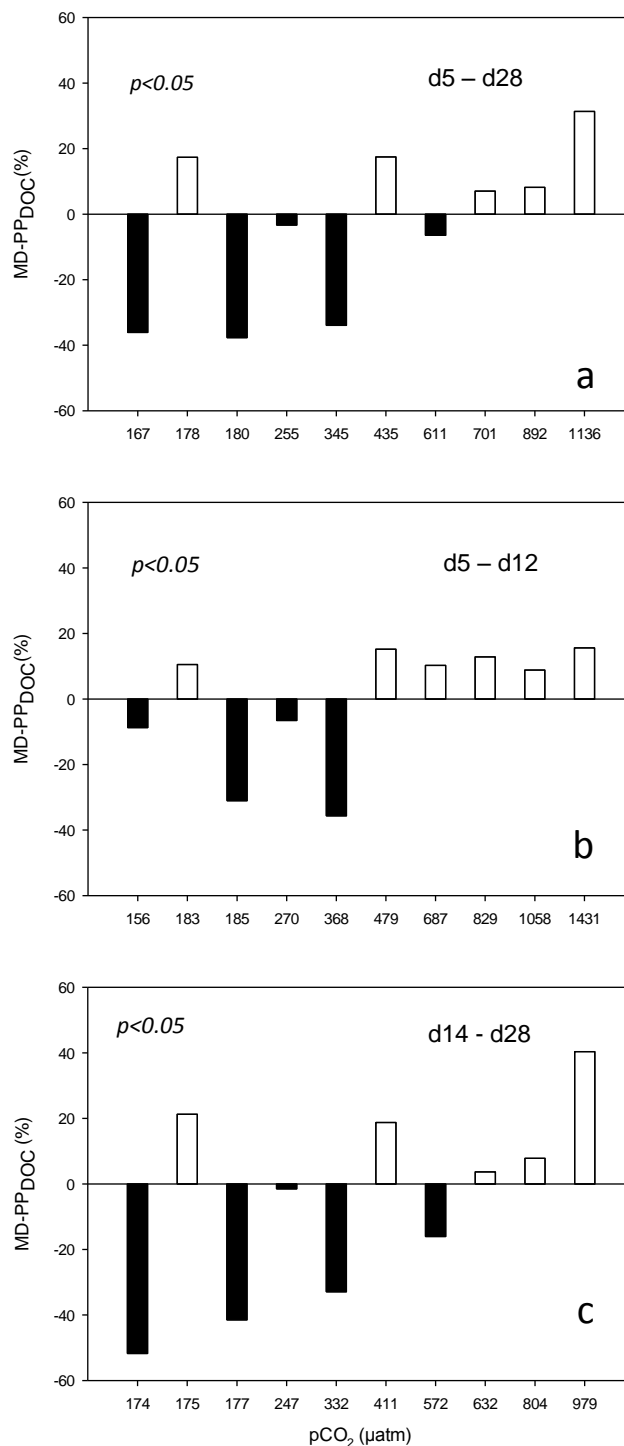 60
p<0.05
d5 – d28
40
20
0
-20
-40
-60
MD-PPDOC (%)
a
167 178 180 255 345 435 611 701 892 1136
60
p<0.05
d5 – d12
40
20
0
-20
-40
-60
MD-PPDOC (%)
b
156 183 185 270 368 479 687 829 1058 1431
60
p<0.05
d14 - d28
40
20
0
-20
-40
-60
MD-PPDOC (%)
c
174 175 177 247 332 411 572 632 804 979
pCO₂ (µatm)